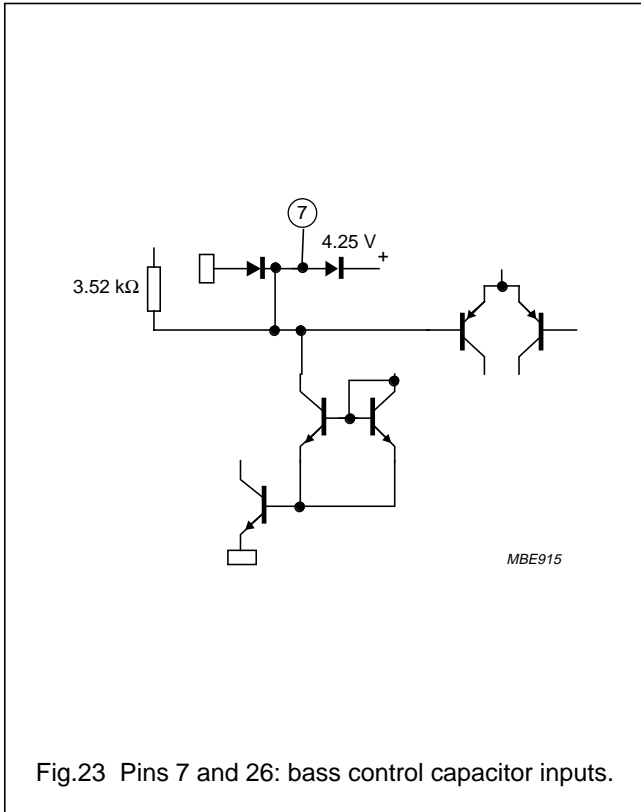 7
4.25 V
+
3.52 kΩ
MBE915
Fig.23 Pins 7 and 26: bass control capacitor inputs.